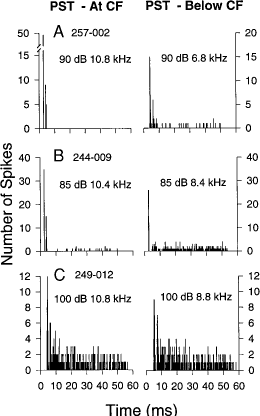 PST - At CF PST - Below CF
A 257-002
50 20
90 dB 10.8 kHz 90 dB 6.8 kHz
15
10
5
0 0
B 244-009
40 40
85 dB 10.4 kHz 85 dB 8.4 kHz
30 30
20 20
10 10
0 0
C 249-012
12 12
100 dB 10.8 kHz 100 dB 8.8 kHz
10 10
8 8
6 6
4 4
2 2
0 0
0 10 20 30 40 50 60 0 10 20 30 40 50 60
Number of Spikes
Time (ms)